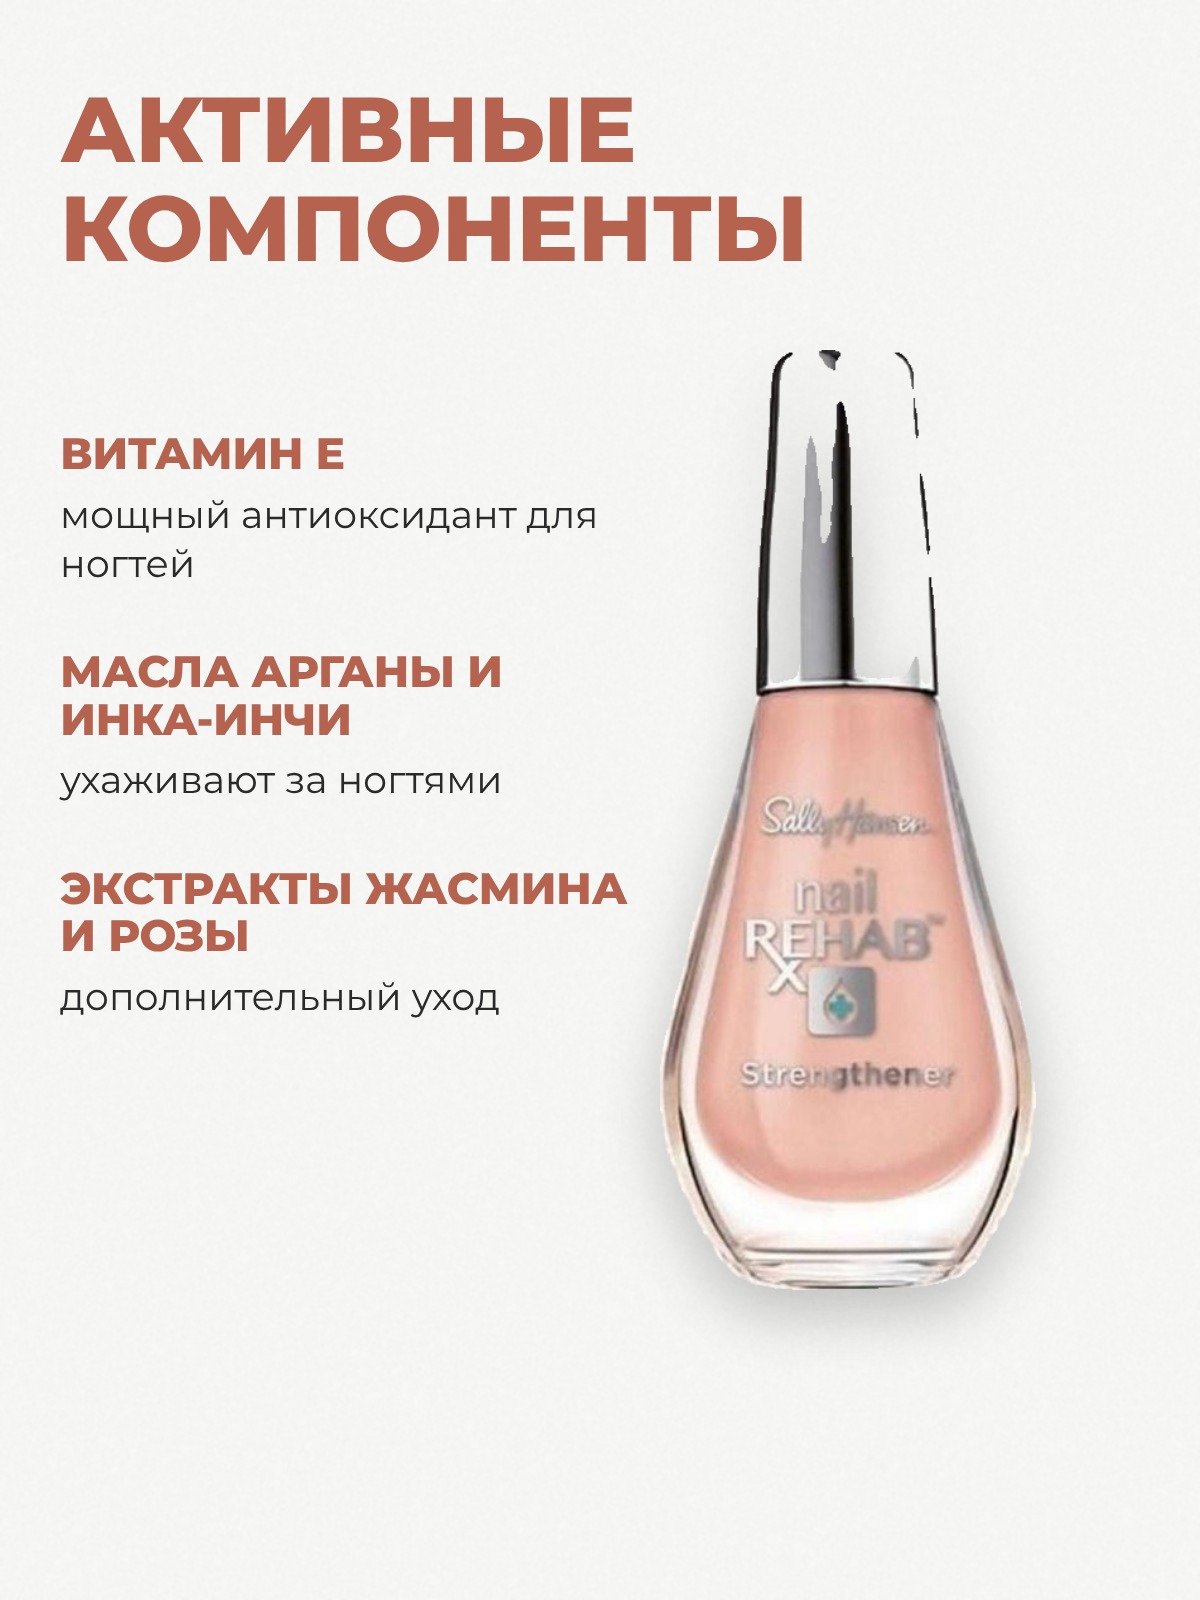 АКТИВНЫЕ
КОМПОНЕНТЫ
ВИТАМИН Е
мощный антиоксидант для
ногтей
МАСЛА АРГАНЫ И
ИНКА-ИНЧИ
ухаживают за ногтями
ЭКСТРАКТЫ ЖАСМИНА
И РОЗЫ
дополнительный уход
Sally Hansen
nail
REHAB™
Rx
Strengthener